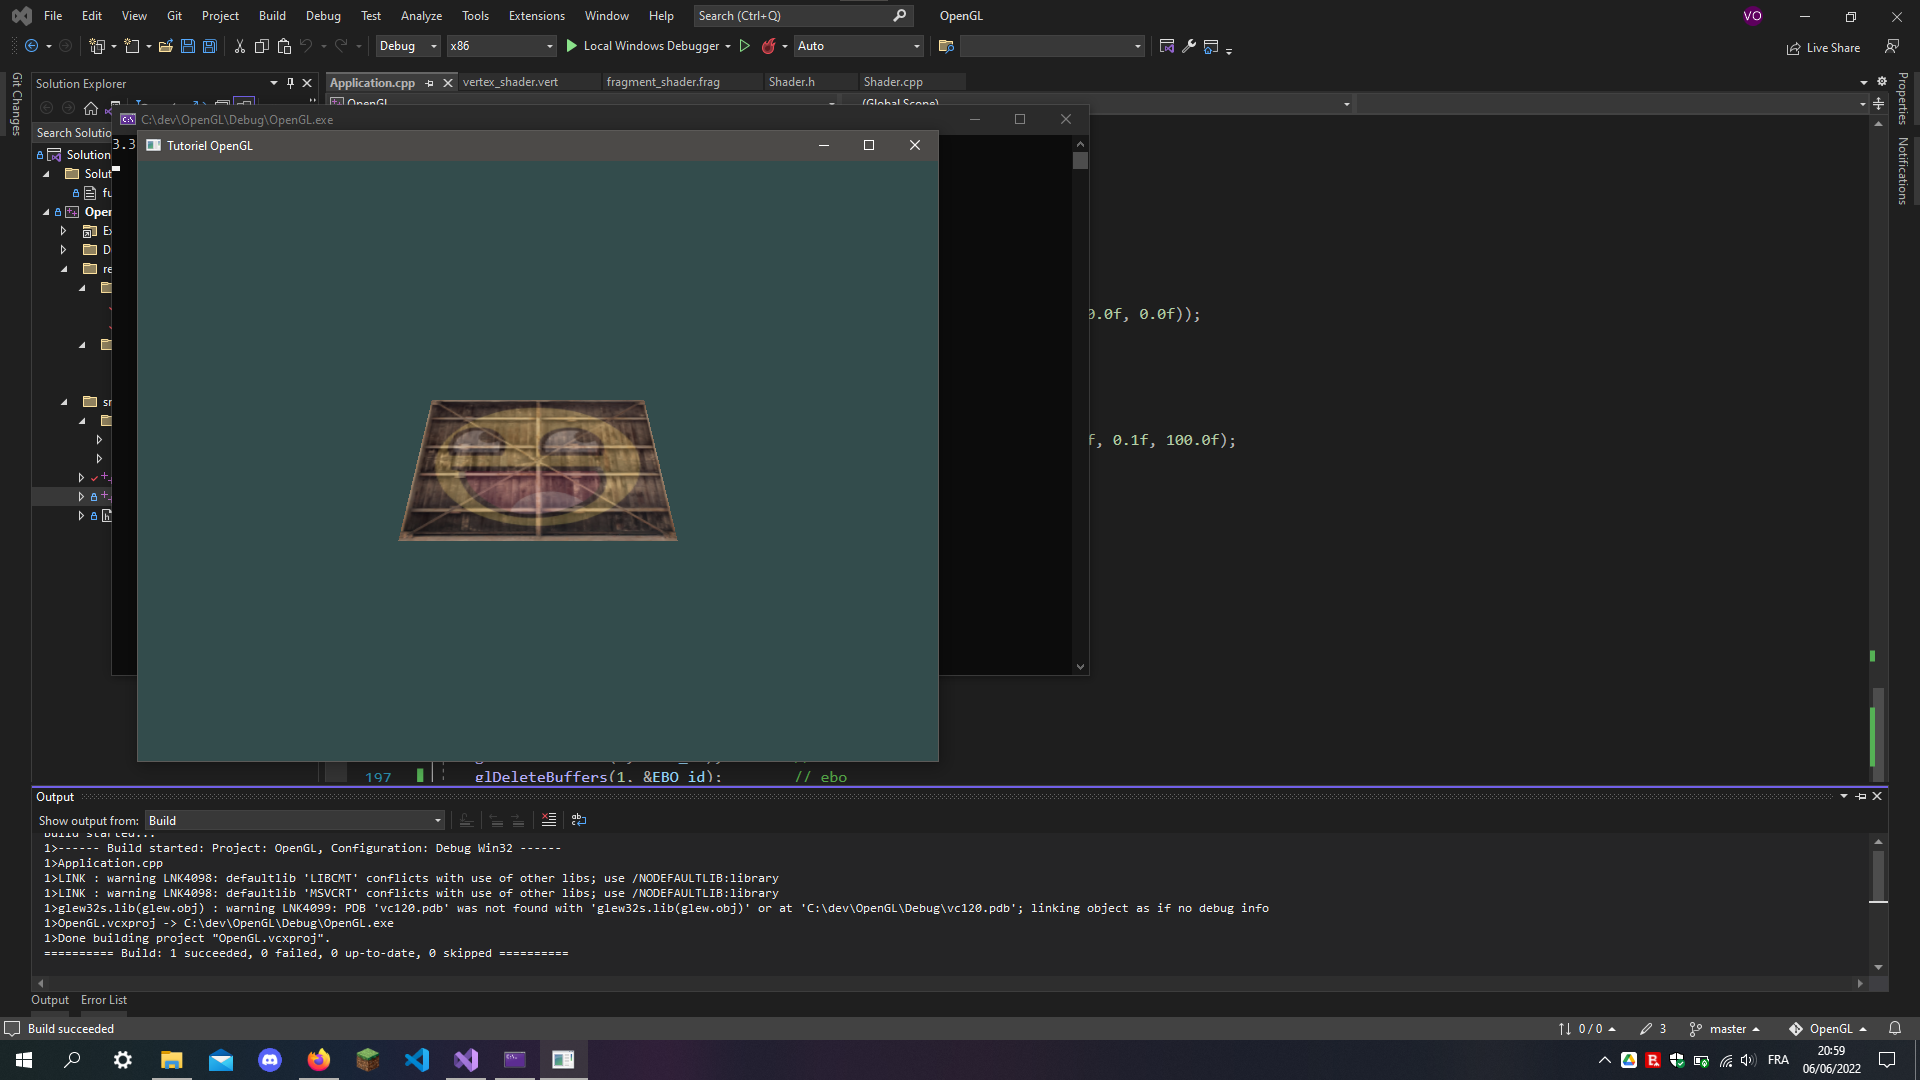 File Edit View Git Project Build Debug Test Analyze Tools Extensions Window Help Search (Ctrl+Q) OpenGL VO
Debug x86 Local Windows Debugger Auto Live Share
Git Changes
Solution Explorer
Application.cpp vertex_shader.vert fragment_shader.frag Shader.h Shader.cpp
Properties
Notifications
OpenGL (Global Scope)
C:\dev\OpenGL\Debug\OpenGL.exe
Search Solutio
3.3
Tutoriel OpenGL
Solution
Solut
fu
Open
E
D
re
sr
0.0f, 0.0f));
f, 0.1f, 100.0f);
197 glDeleteBuffers(1, &EBO_id); // ebo
Output
Show output from: Build
Build started...
1>------ Build started: Project: OpenGL, Configuration: Debug Win32 ------
1>Application.cpp
1>LINK : warning LNK4098: defaultlib 'LIBCMT' conflicts with use of other libs; use /NODEFAULTLIB:library
1>LINK : warning LNK4098: defaultlib 'MSVCRT' conflicts with use of other libs; use /NODEFAULTLIB:library
1>glew32s.lib(glew.obj) : warning LNK4099: PDB 'vc120.pdb' was not found with 'glew32s.lib(glew.obj)' or at 'C:\dev\OpenGL\Debug\vc120.pdb'; linking object as if no debug info
1>OpenGL.vcxproj -> C:\dev\OpenGL\Debug\OpenGL.exe
1>Done building project "OpenGL.vcxproj".
========== Build: 1 succeeded, 0 failed, 0 up-to-date, 0 skipped ==========
Output Error List
Build succeeded 0 / 0 3 master OpenGL
FRA 20:59
06/06/2022